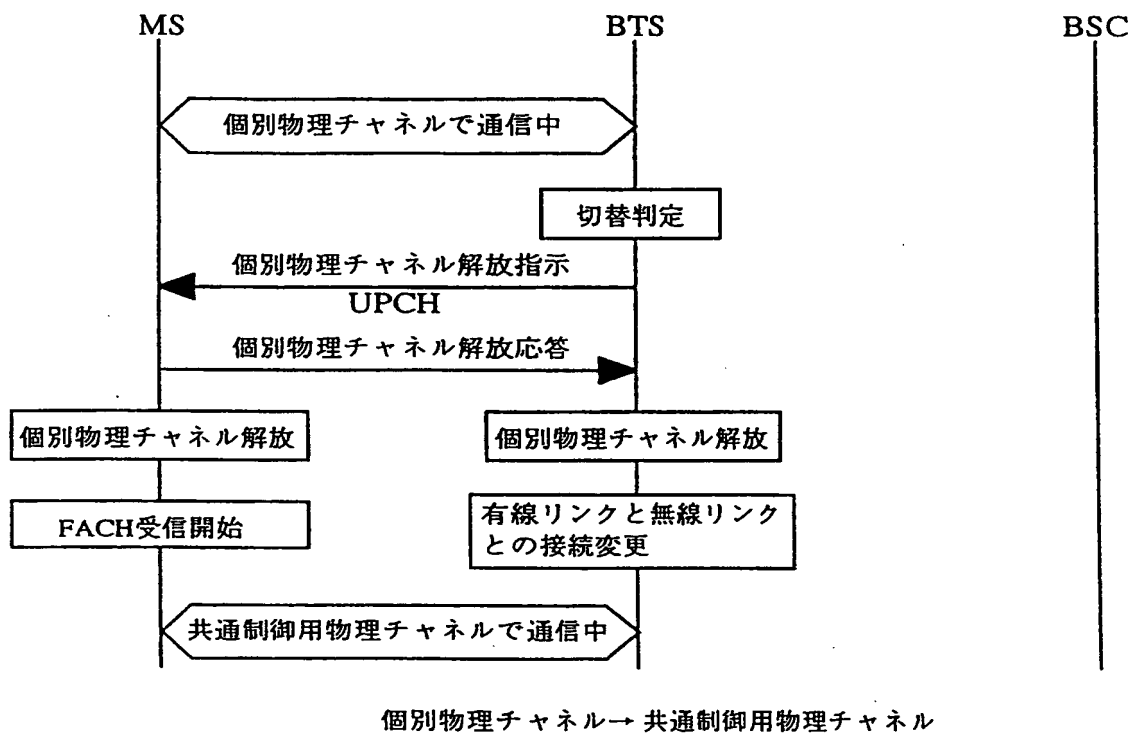 MS
BTS
BSC
個別物理チャネルで通信中
切替判定
個別物理チャネル解放指示
UPCH
個別物理チャネル解放応答
個別物理チャネル解放
個別物理チャネル解放
FACH受信開始
有線リンクと無線リンク
との接続変更
共通制御用物理チャネルで通信中
個別物理チャネル→共通制御用物理チャネル